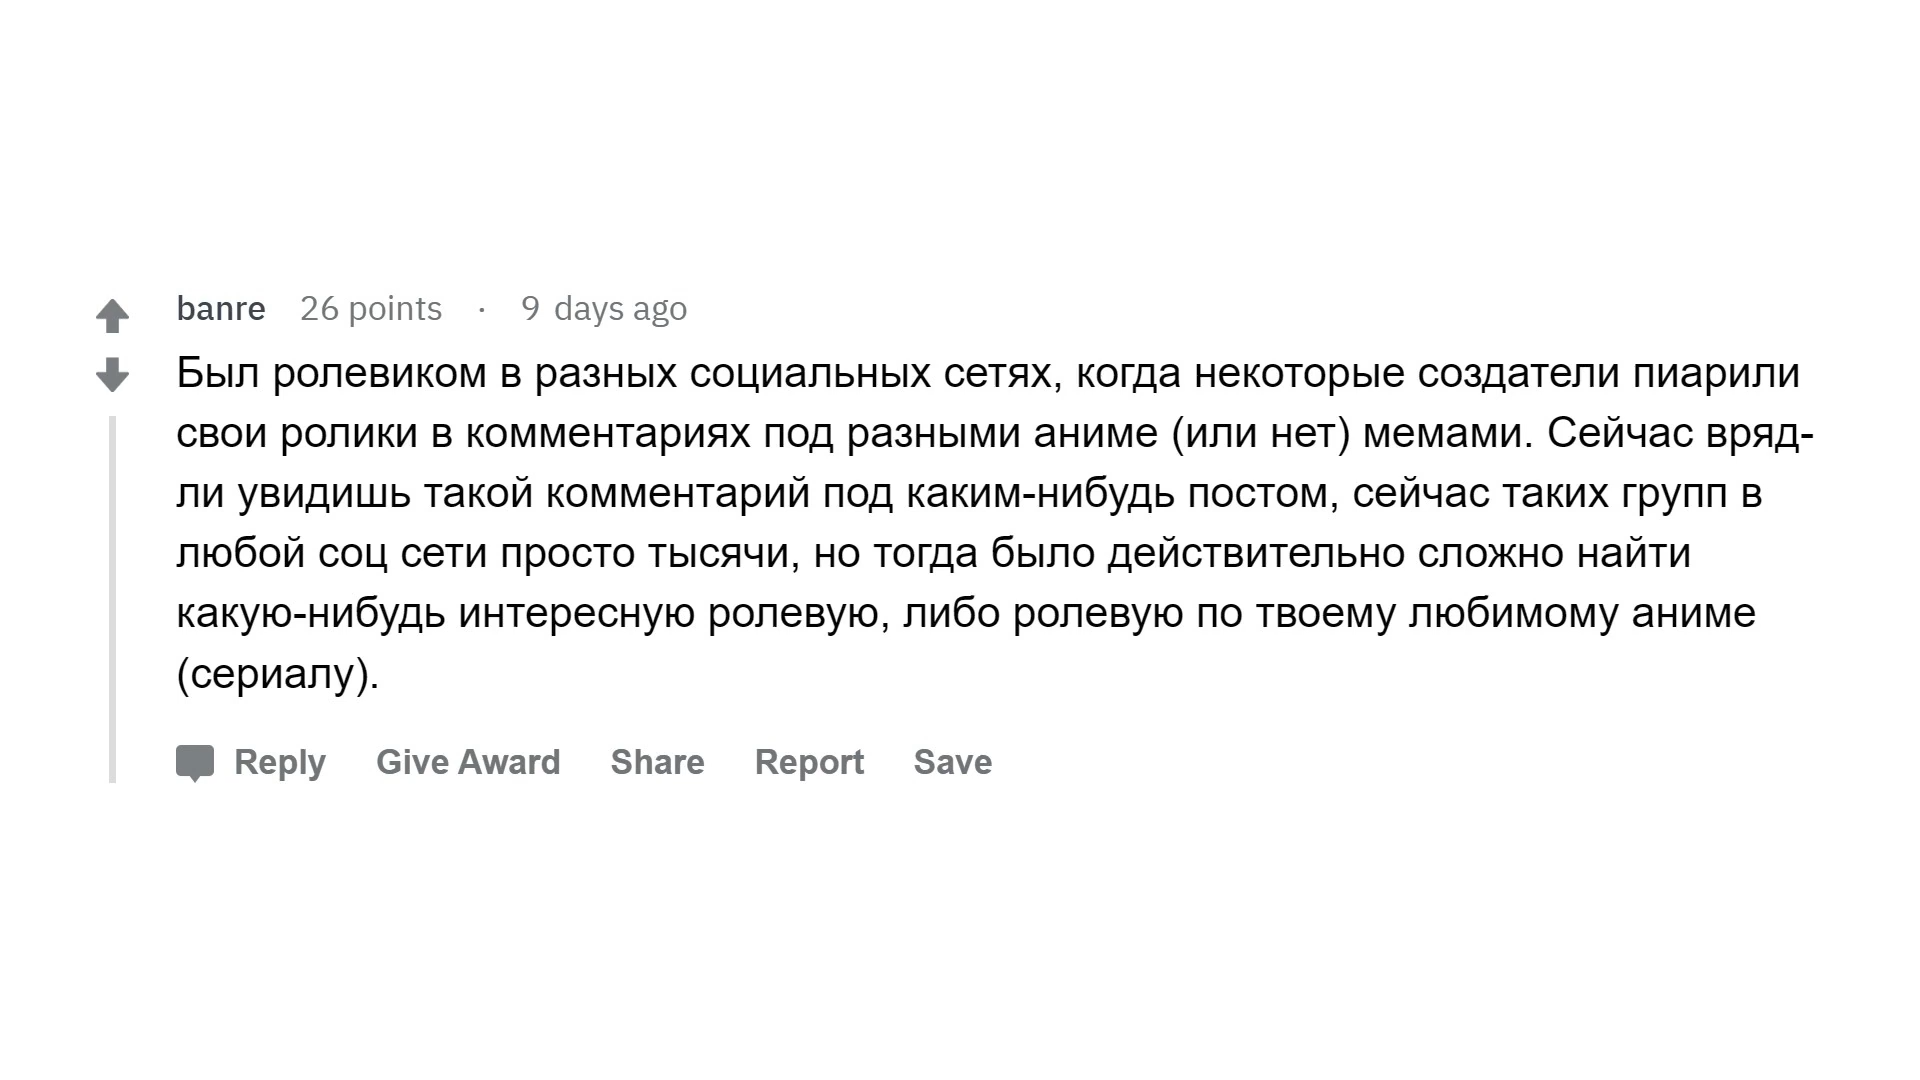 banre 26 points · 9 days ago
Был ролевиком в разных социальных сетях, когда некоторые создатели пиарили
свои ролики в комментариях под разными аниме (или нет) мемами. Сейчас вряд-
ли увидишь такой комментарий под каким-нибудь постом, сейчас таких групп в
любой соц сети просто тысячи, но тогда было действительно сложно найти
какую-нибудь интересную ролевую, либо ролевую по твоему любимому аниме
(сериалу).
Reply Give Award Share Report Save